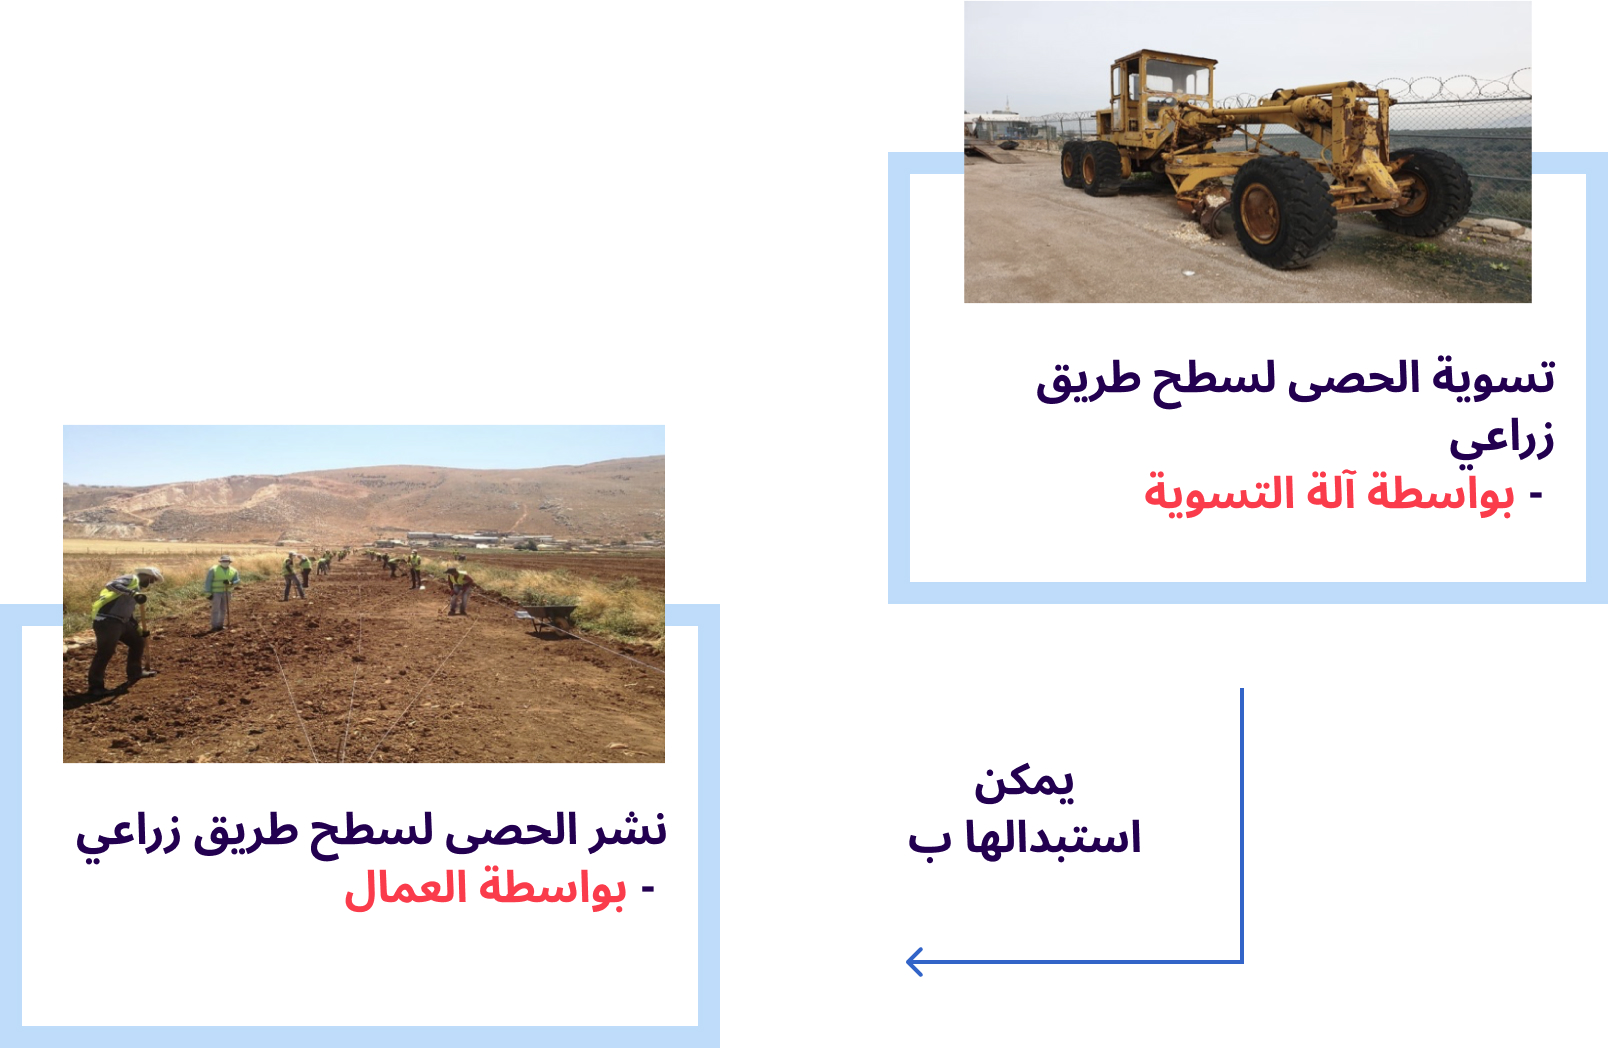 تسوية الحصى لسطح طريق
زراعي
- بواسطة آلة التسوية
يمكن
استبدالها ب
نشر الحصى لسطح طريق زراعي
- بواسطة العمال